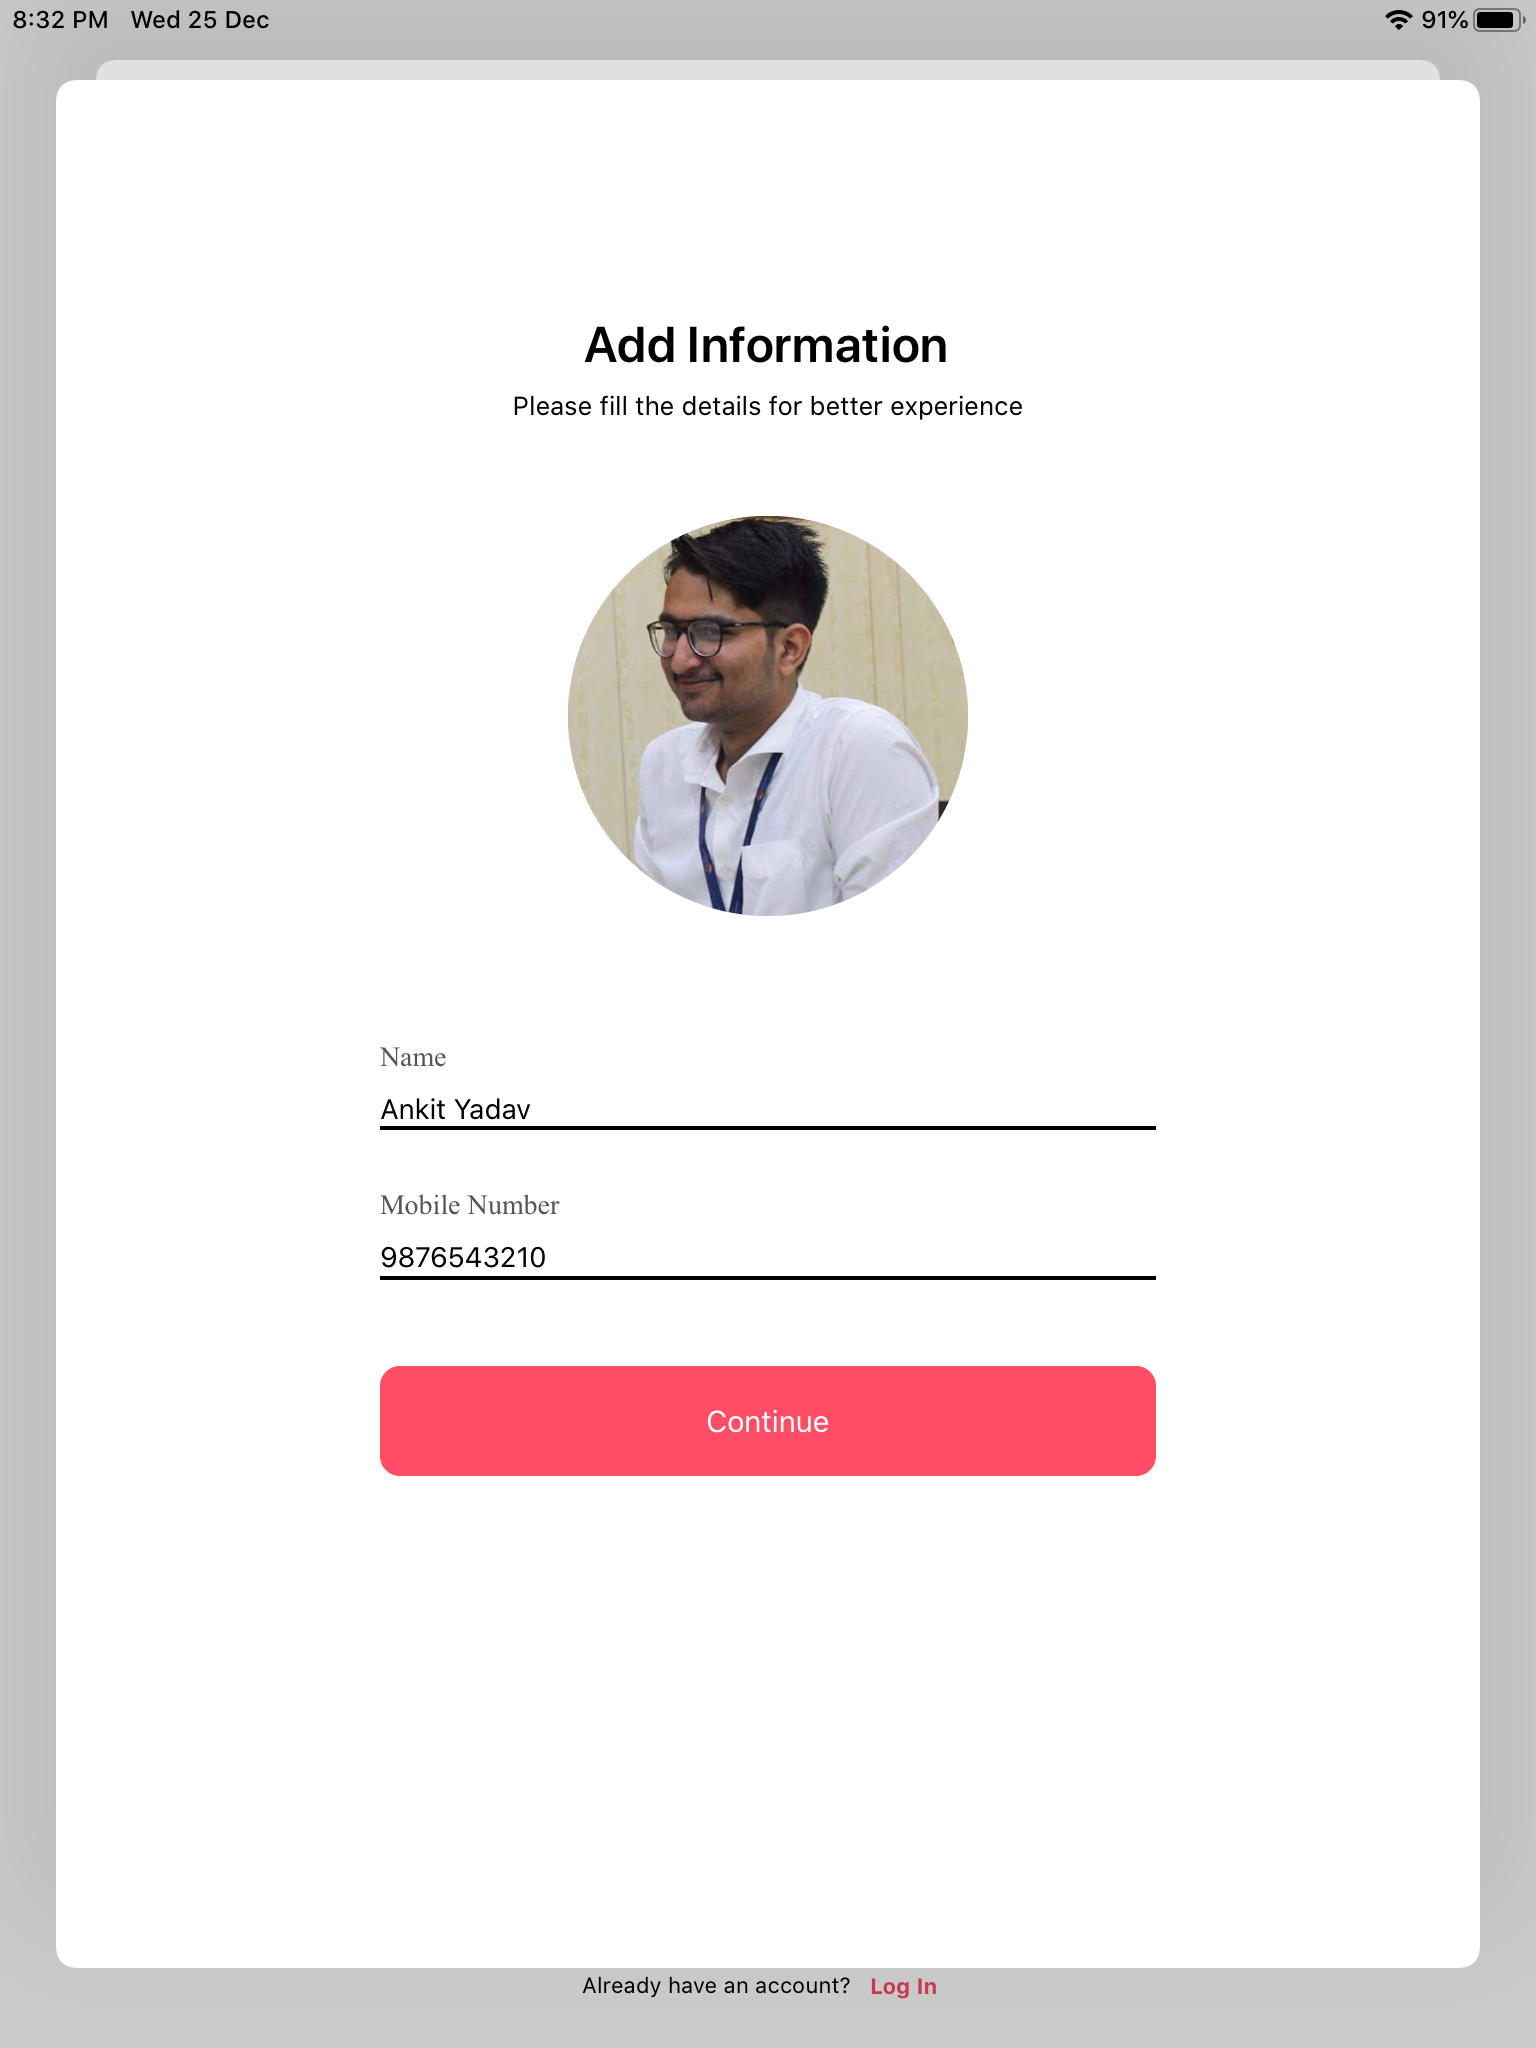 8:32 PM Wed 25 Dec 91%
Add Information
Please fill the details for better experience
Name
Ankit Yadav
Mobile Number
9876543210
Continue
Already have an account? Log In